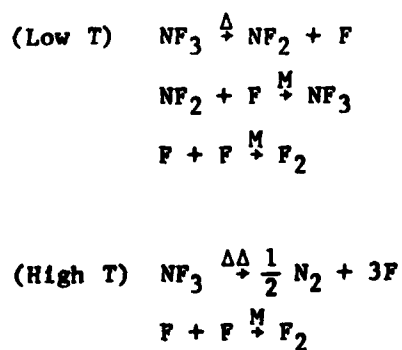 (Low T) NF₃ →^Δ NF₂ + F
NF₂ + F →^M NF₃
F + F →^M F₂
(High T) NF₃ →^ΔΔ 1/2 N₂ + 3F
F + F →^M F₂